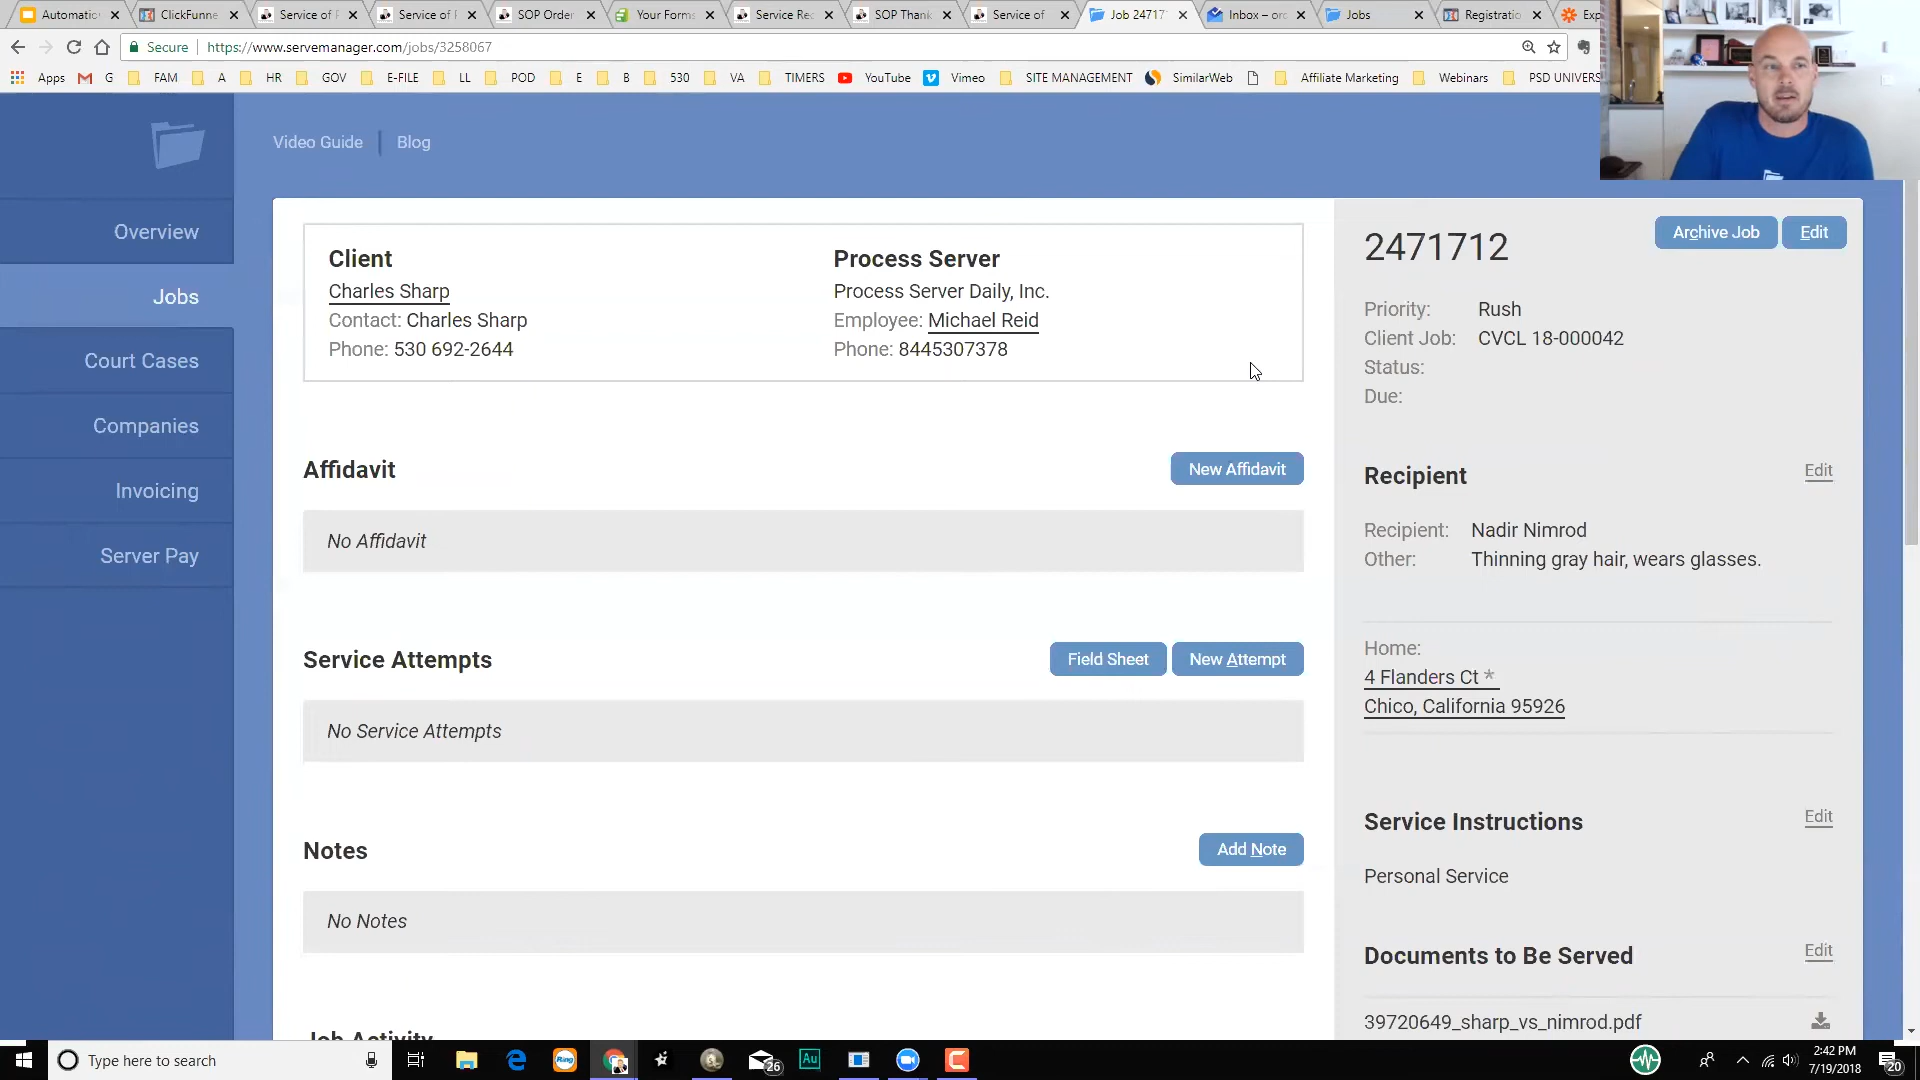 Automatic
ClickFunne
Service of P
Service of P
SOP Order
Your Forms
Service Rec
SOP Thank
Service of
Job 24717
Inbox – orc
Jobs
Registratio
Exp
Secure
https://www.servemanager.com/jobs/3258067
Apps
G
FAM
A
HR
GOV
E-FILE
LL
POD
E
B
530
VA
TIMERS
YouTube
Vimeo
SITE MANAGEMENT
SimilarWeb
Affiliate Marketing
Webinars
PSD UNIVERS
Video Guide
Blog
Overview
Jobs
Court Cases
Companies
Invoicing
Server Pay
Client
Charles Sharp
Contact: Charles Sharp
Phone: 530 692-2644
Process Server
Process Server Daily, Inc.
Employee: Michael Reid
Phone: 8445307378
Affidavit
New Affidavit
No Affidavit
Service Attempts
Field Sheet
New Attempt
No Service Attempts
Notes
Add Note
No Notes
Job Activity
2471712
Archive Job
Edit
Priority: Rush
Client Job: CVCL 18-000042
Status:
Due:
Recipient
Edit
Recipient: Nadir Nimrod
Other: Thinning gray hair, wears glasses.
Home:
4 Flanders Ct *
Chico, California 95926
Service Instructions
Edit
Personal Service
Documents to Be Served
Edit
39720649_sharp_vs_nimrod.pdf
Type here to search
Ring
26
Au
2:42 PM
7/19/2018
20